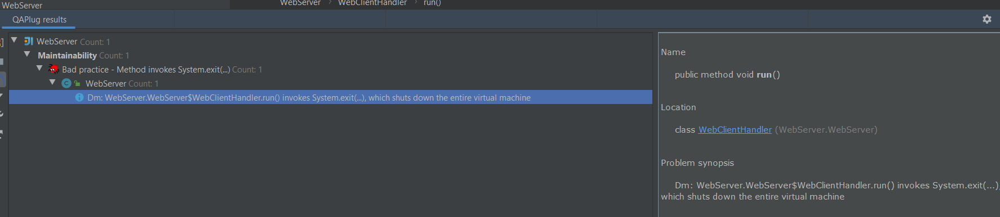 WebServer
WebServer › WebClientHandler › run()
QAPlug results
WebServer Count: 1
Maintainability Count: 1
Bad practice - Method invokes System.exit(...) Count: 1
WebServer Count: 1
Dm: WebServer.WebServer$WebClientHandler.run() invokes System.exit(...), which shuts down the entire virtual machine
Name
public method void run()
Location
class WebClientHandler (WebServer.WebServer)
Problem synopsis
Dm: WebServer.WebServer$WebClientHandler.run() invokes System.exit(...),
which shuts down the entire virtual machine